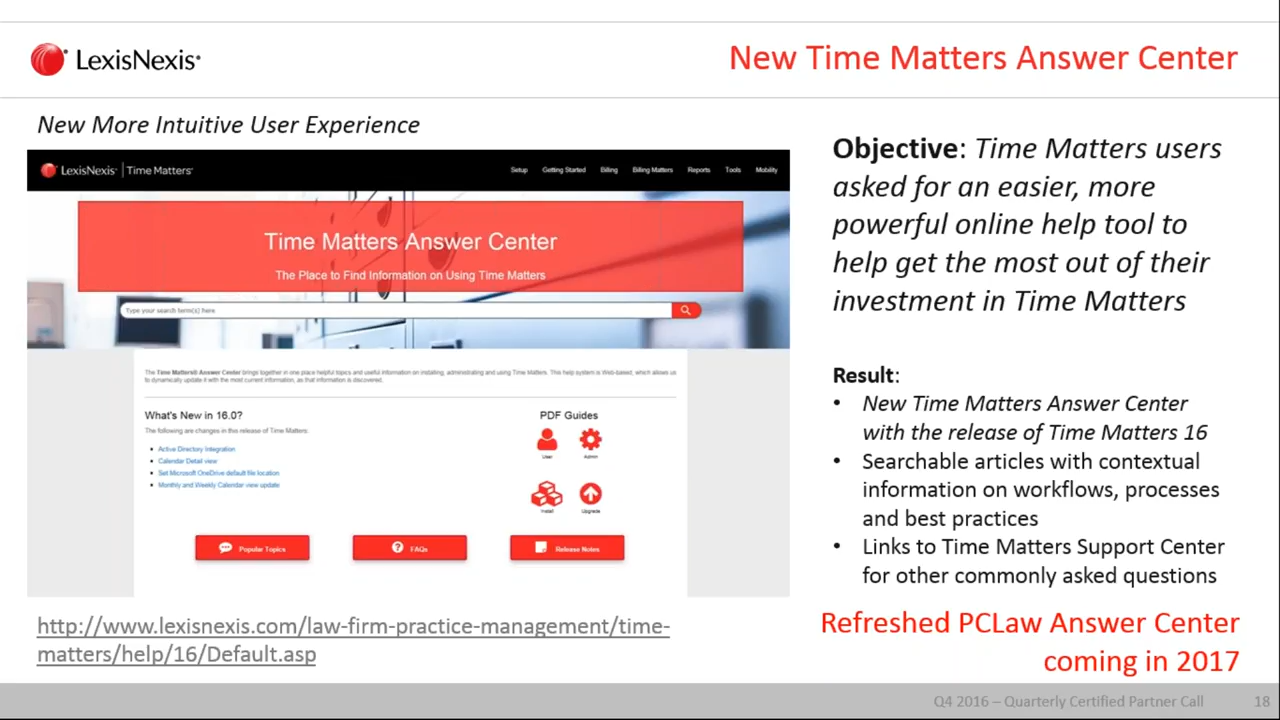 LexisNexis®
New Time Matters Answer Center
New More Intuitive User Experience
LexisNexis® | Time Matters®
Setup Getting Started Billing Billing Matters Reports Tools Mobility
Time Matters Answer Center
The Place to Find Information on Using Time Matters
Type your search term(s) here
The Time Matters® Answer Center brings together in one place helpful topics and useful information on installing, administrating and using Time Matters. This help system is Web-based, which allows us
to dynamically update it with the most current information, as that information is discovered.
What's New in 16.0?
The following are changes in this release of Time Matters:
• Active Directory Integration
• Calendar Detail view
• Set Microsoft OneDrive default file location
• Monthly and Weekly Calendar view update
PDF Guides
User Admin
Install Upgrade
Popular Topics FAQs Release Notes
http://www.lexisnexis.com/law-firm-practice-management/time-
matters/help/16/Default.asp
Objective: Time Matters users
asked for an easier, more
powerful online help tool to
help get the most out of their
investment in Time Matters
Result:
• New Time Matters Answer Center
with the release of Time Matters 16
• Searchable articles with contextual
information on workflows, processes
and best practices
• Links to Time Matters Support Center
for other commonly asked questions
Refreshed PCLaw Answer Center
coming in 2017
Q4 2016 – Quarterly Certified Partner Call 18